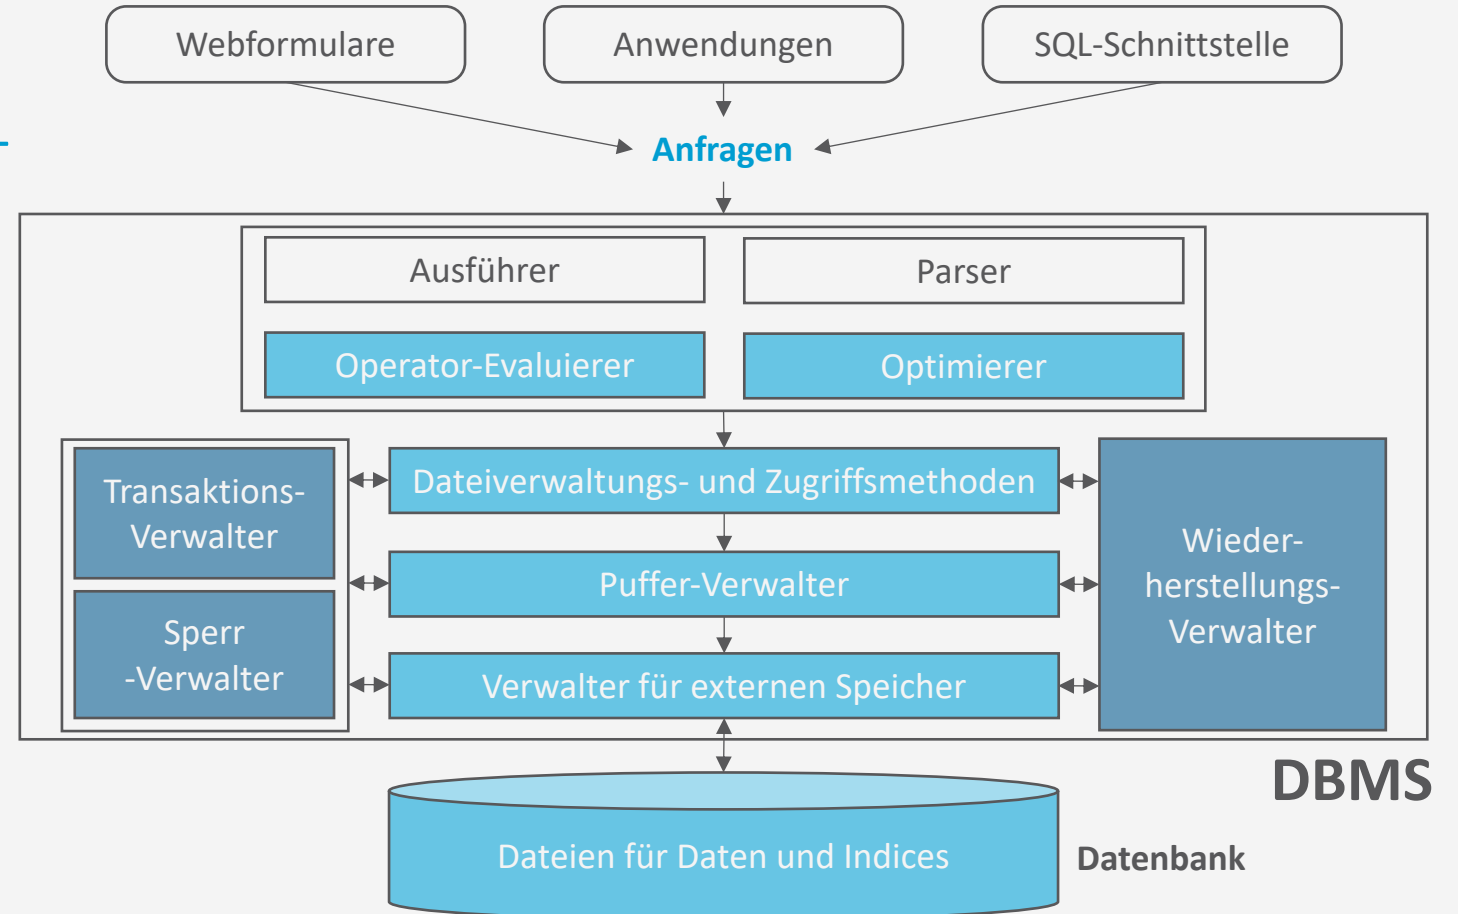 Webformulare
Anwendungen
SQL-Schnittstelle
-
Anfragen
Ausführer
Parser
Operator-Evaluierer
Optimierer
Transaktions-
Verwalter
Dateiverwaltungs- und Zugriffsmethoden
Wieder-
herstellungs-
Verwalter
Puffer-Verwalter
Sperr
-Verwalter
Verwalter für externen Speicher
DBMS
Dateien für Daten und Indices
Datenbank